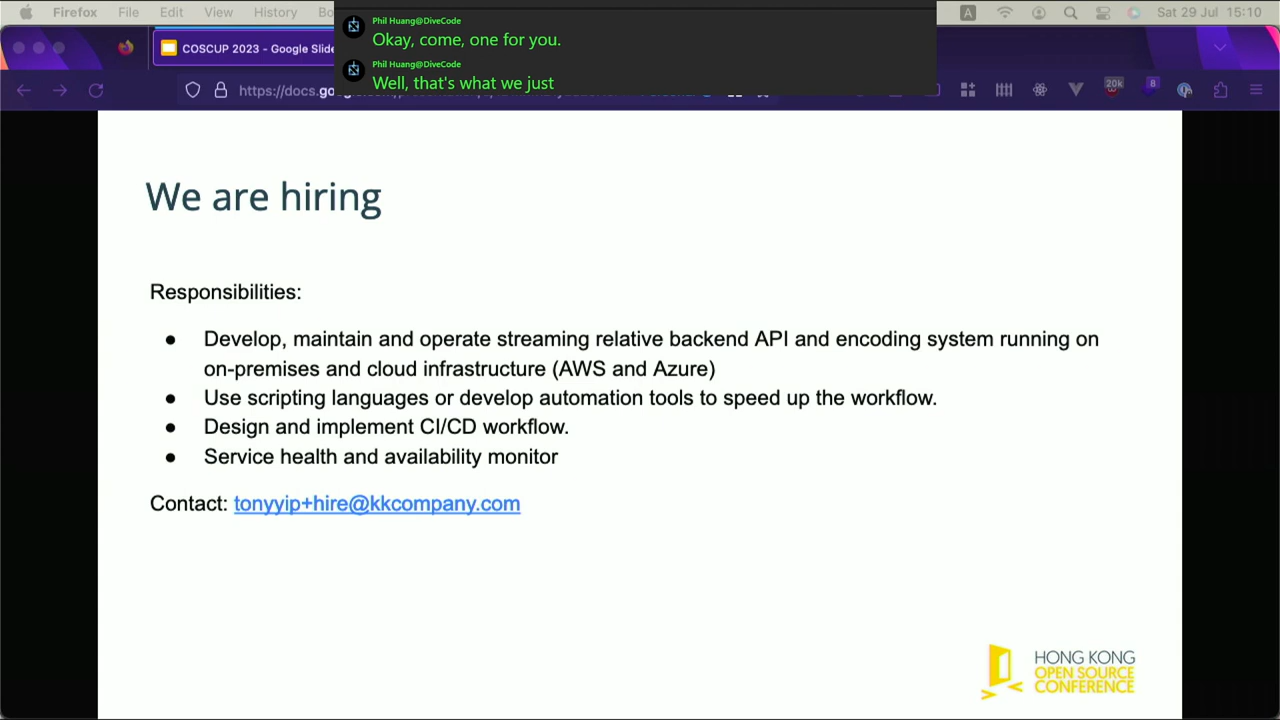 Firefox File Edit View History Bo
Sat 29 Jul 15:10
Phil Huang@DiveCode
Okay, come, one for you.
Phil Huang@DiveCode
Well, that's what we just
COSCUP 2023 - Google Slide
https://docs.go
20k
8
We are hiring
Responsibilities:
● Develop, maintain and operate streaming relative backend API and encoding system running on
on-premises and cloud infrastructure (AWS and Azure)
● Use scripting languages or develop automation tools to speed up the workflow.
● Design and implement CI/CD workflow.
● Service health and availability monitor
Contact: tonyyip+hire@kkcompany.com
HONG KONG
OPEN SOURCE
CONFERENCE